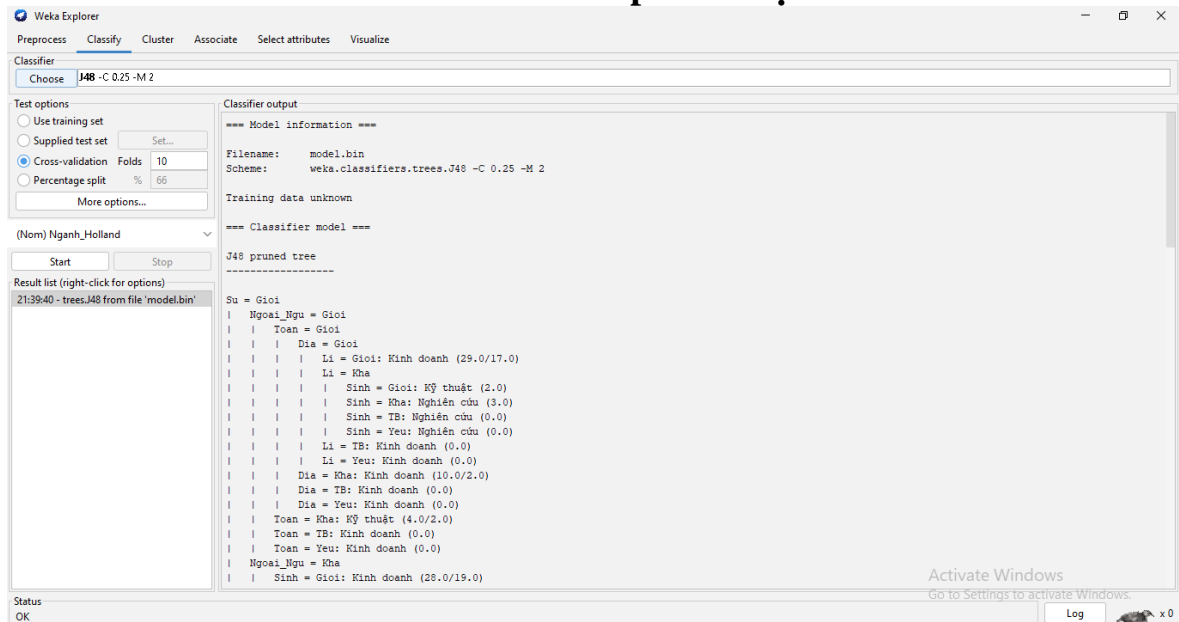 Weka Explorer
Preprocess Classify Cluster Associate Select attributes Visualize
Classifier
Choose J48 -C 0.25 -M 2
Test options
Use training set
Supplied test set Set...
Cross-validation Folds 10
Percentage split % 66
More options...
(Nom) Nganh_Holland
Start Stop
Result list (right-click for options)
21:39:40 - trees.J48 from file 'model.bin'
Classifier output
=== Model information ===
Filename: model.bin
Scheme: weka.classifiers.trees.J48 -C 0.25 -M 2
Training data unknown
=== Classifier model ===
J48 pruned tree
------------------
Su = Gioi
| Ngoai_Ngu = Gioi
| | Toan = Gioi
| | | Dia = Gioi
| | | | Li = Gioi: Kinh doanh (29.0/17.0)
| | | | Li = Kha
| | | | | Sinh = Gioi: Kỹ thuật (2.0)
| | | | | Sinh = Kha: Nghiên cứu (3.0)
| | | | | Sinh = TB: Nghiên cứu (0.0)
| | | | | Sinh = Yeu: Nghiên cứu (0.0)
| | | | Li = TB: Kinh doanh (0.0)
| | | | Li = Yeu: Kinh doanh (0.0)
| | | Dia = Kha: Kinh doanh (10.0/2.0)
| | | Dia = TB: Kinh doanh (0.0)
| | | Dia = Yeu: Kinh doanh (0.0)
| | Toan = Kha: Kỹ thuật (4.0/2.0)
| | Toan = TB: Kinh doanh (0.0)
| | Toan = Yeu: Kinh doanh (0.0)
| Ngoai_Ngu = Kha
| | Sinh = Gioi: Kinh doanh (28.0/19.0)
Activate Windows
Go to Settings to activate Windows.
Status
OK
Log
x 0